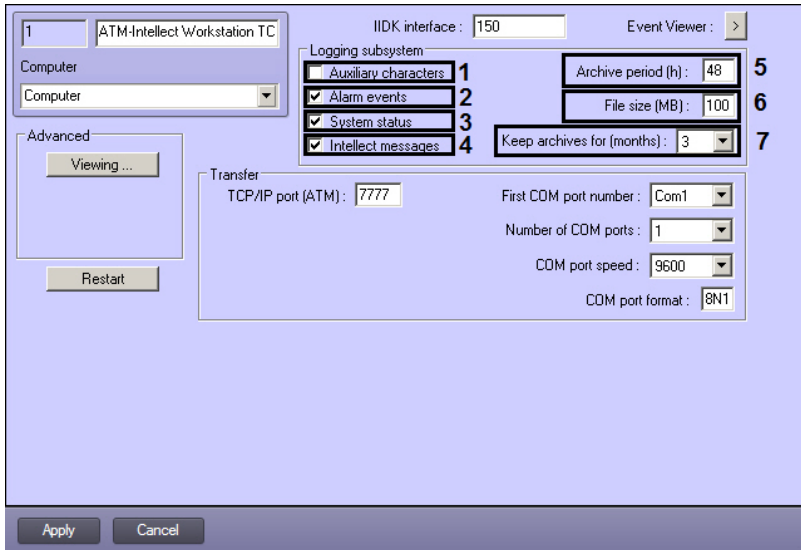 1 ATM-Intellect Workstation TC
IIDK interface : 150
Event Viewer : >
Computer
Computer
Logging subsystem
Auxiliary characters 1
Alarm events 2
System status 3
Intellect messages 4
Archive period (h) : 48 5
File size (MB) : 100 6
Keep archives for (months) : 3 7
Advanced
Viewing ...
Restart
Transfer
TCP/IP port (ATM) : 7777
First COM port number : Com1
Number of COM ports : 1
COM port speed : 9600
COM port format : 8N1
Apply Cancel